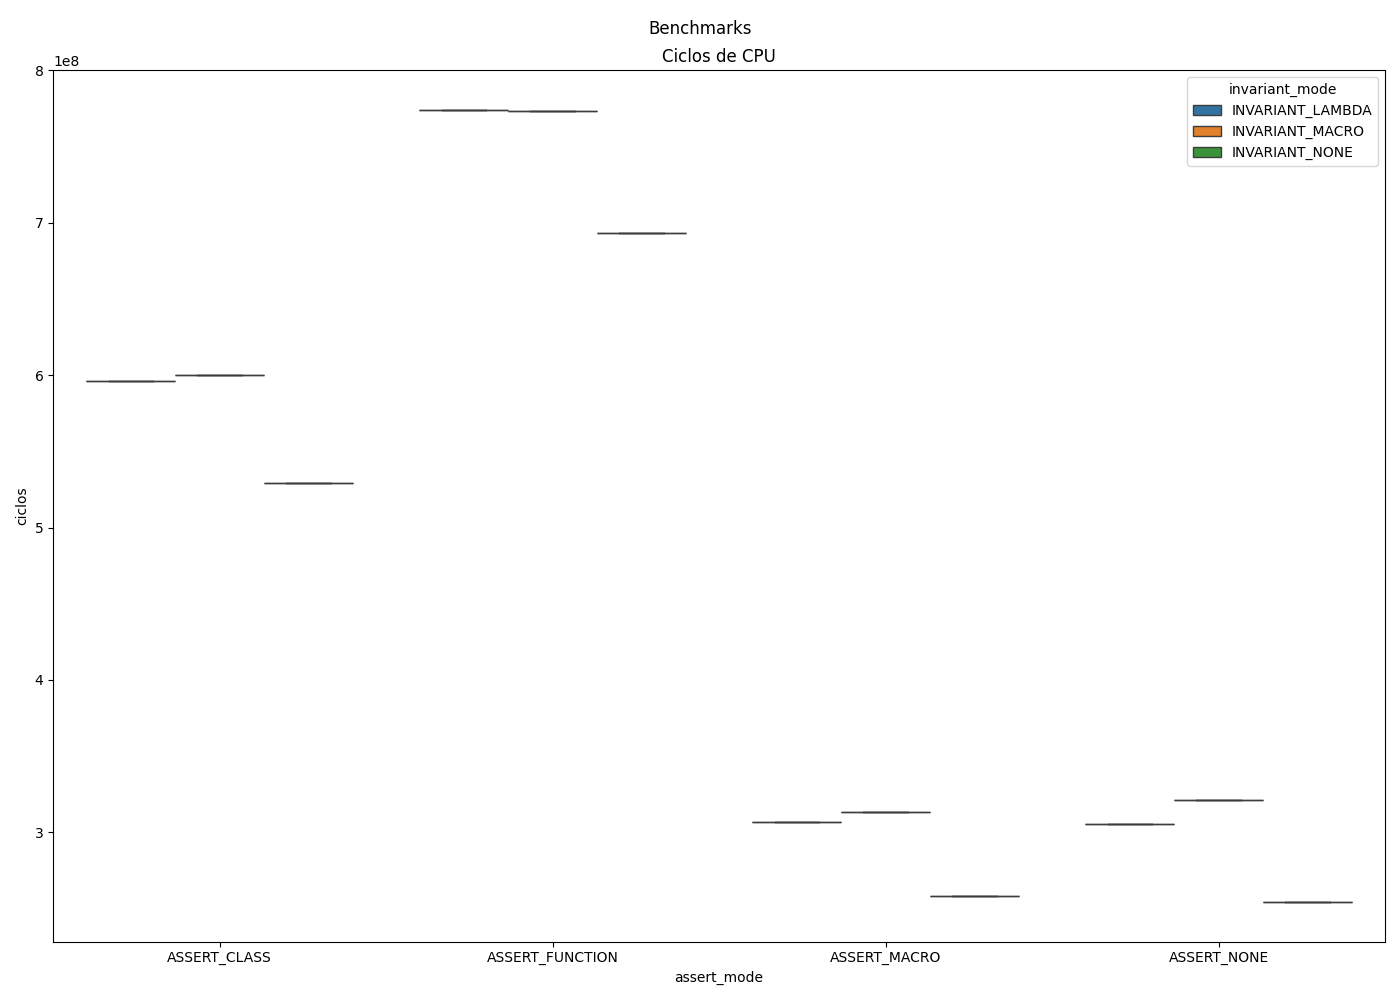 Benchmarks
Ciclos de CPU
1e8
8
7
6
5
4
3
ciclos
invariant_mode
INVARIANT_LAMBDA
INVARIANT_MACRO
INVARIANT_NONE
ASSERT_CLASS
ASSERT_FUNCTION
ASSERT_MACRO
ASSERT_NONE
assert_mode